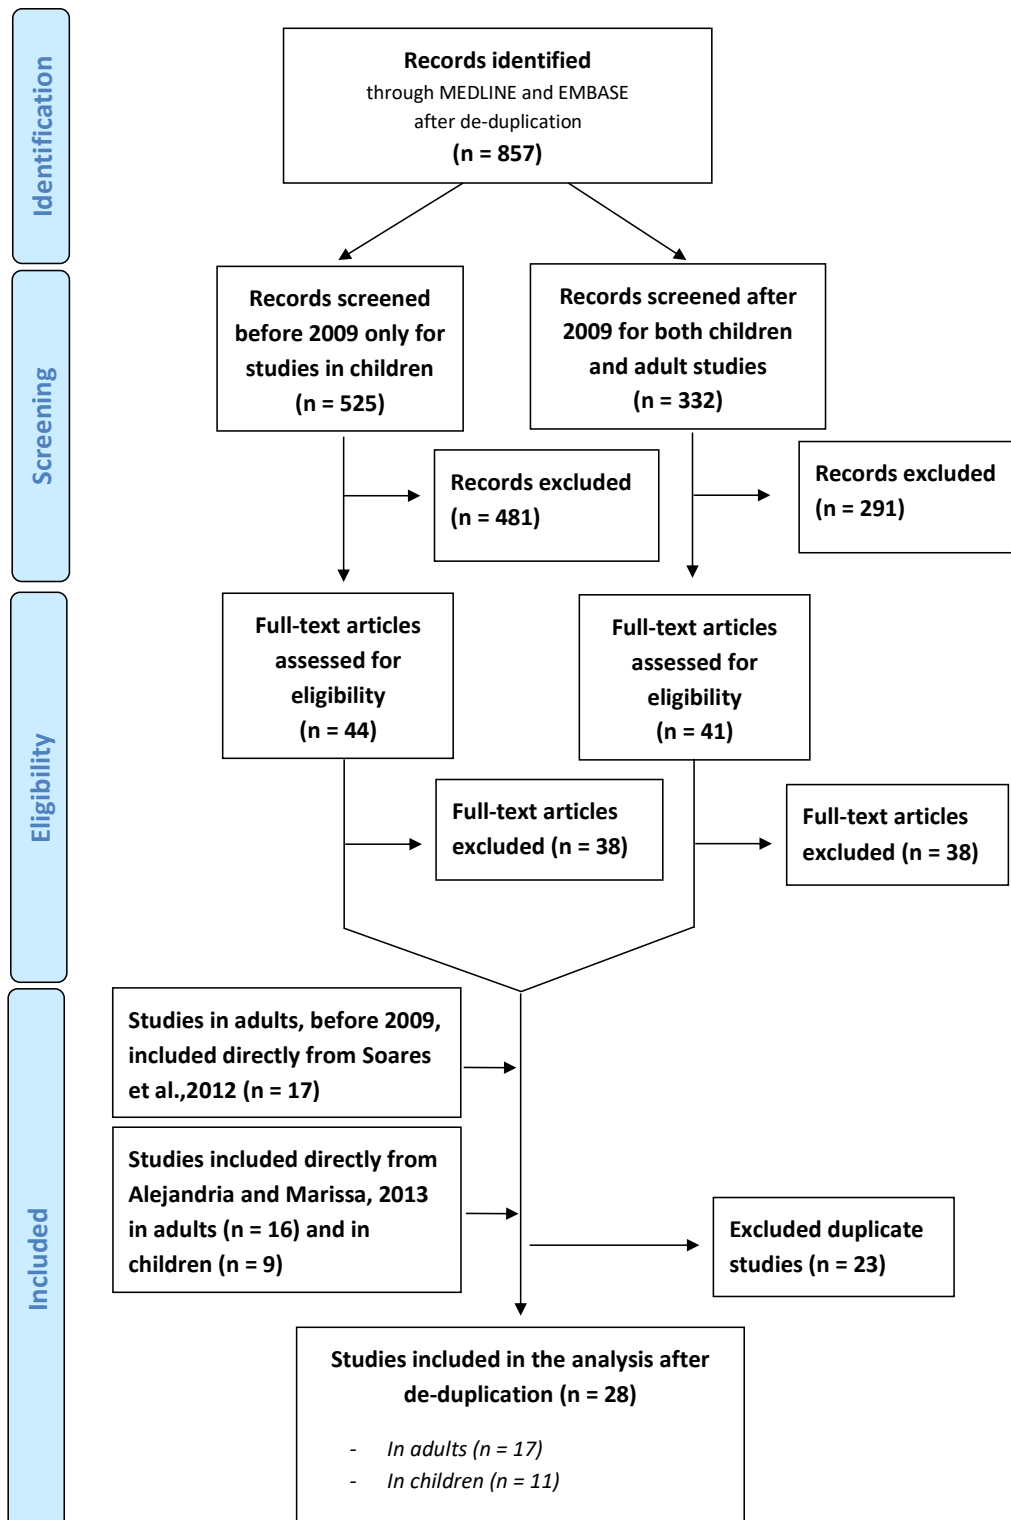 Identification
Records identified
through MEDLINE and EMBASE
after de-duplication
(n = 857)
Screening
Records screened
before 2009 only for
studies in children
(n = 525)
Records screened after
2009 for both children
and adult studies
(n = 332)
Records excluded
(n = 481)
Records excluded
(n = 291)
Eligibility
Full-text articles
assessed for
eligibility
(n = 44)
Full-text articles
assessed for
eligibility
(n = 41)
Full-text articles
excluded (n = 38)
Full-text articles
excluded (n = 38)
Included
Studies in adults, before 2009,
included directly from Soares
et al.,2012 (n = 17)
Studies included directly from
Alejandria and Marissa, 2013
in adults (n = 16) and in
children (n = 9)
Excluded duplicate
studies (n = 23)
Studies included in the analysis after
de-duplication (n = 28)
- In adults (n = 17)
- In children (n = 11)